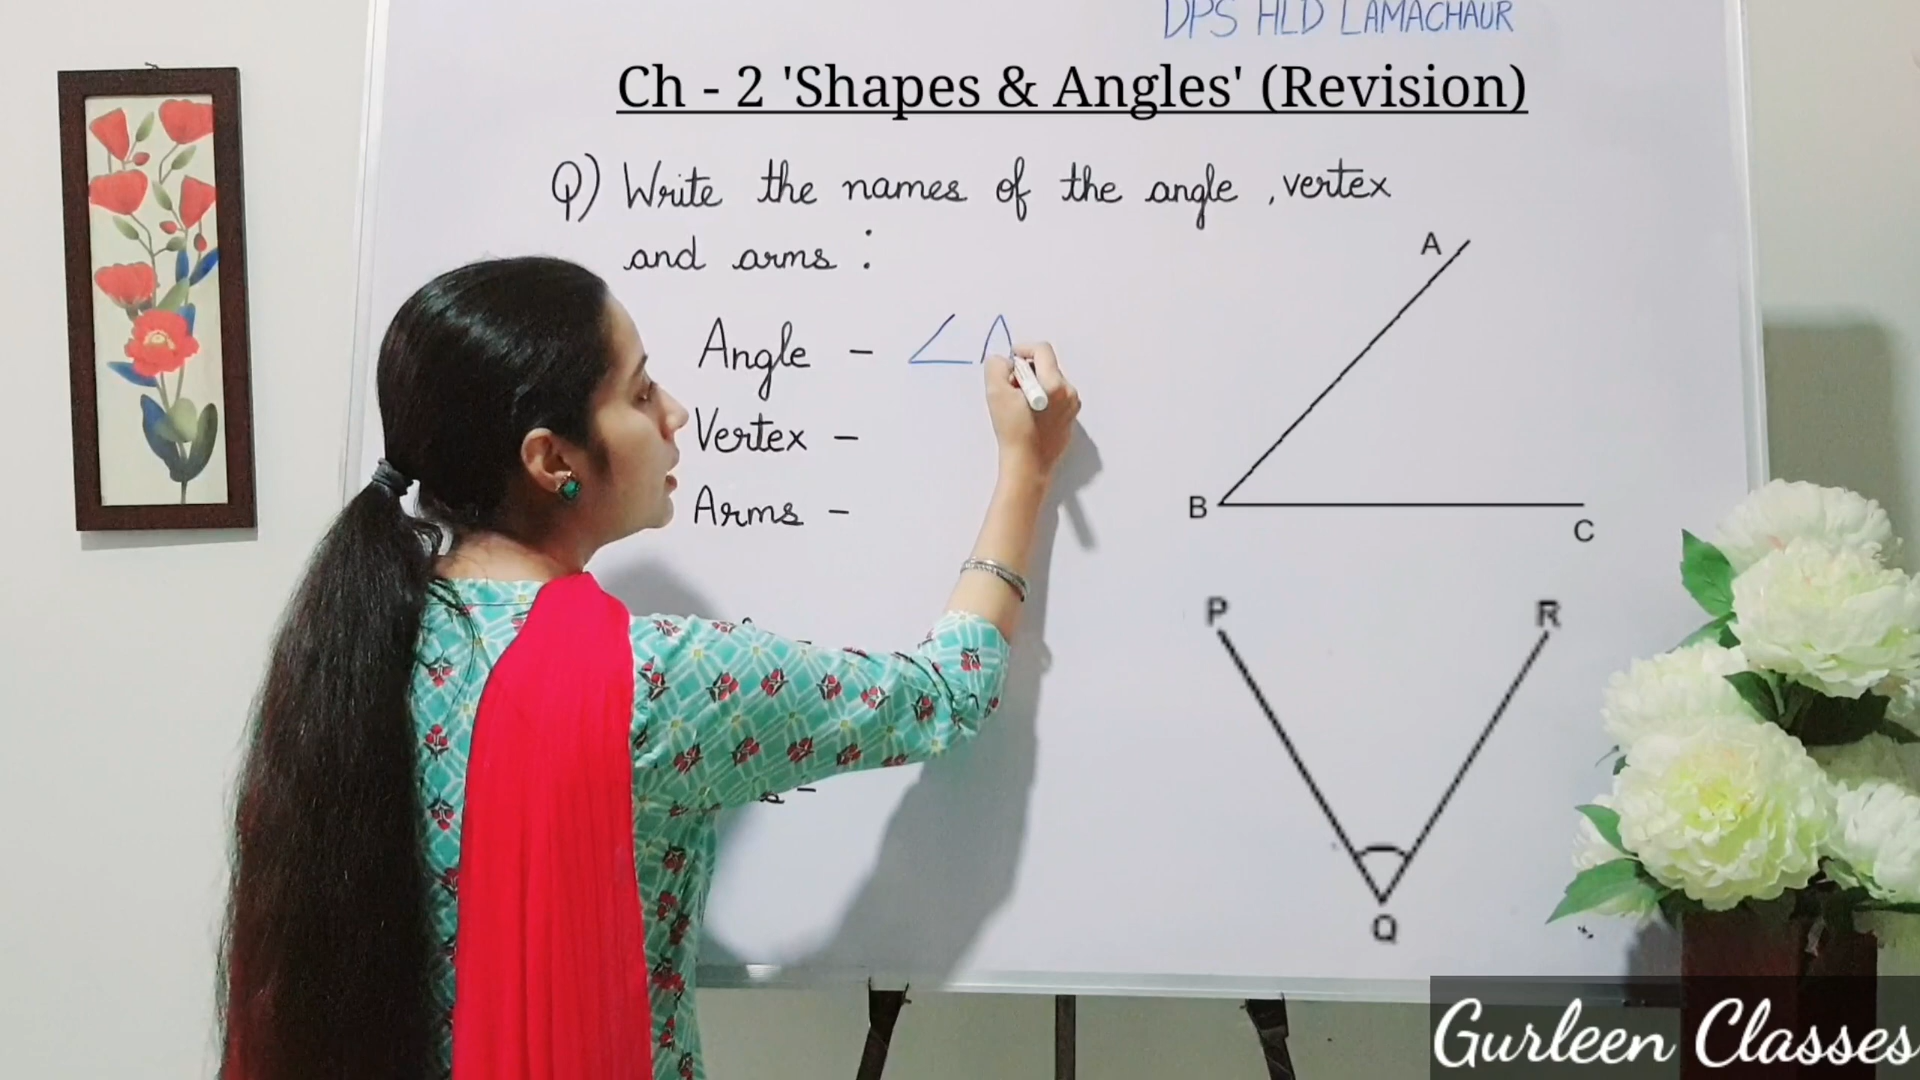 DPS HLD LAMACHAUR
Ch - 2 'Shapes & Angles' (Revision)
Q) Write the names of the angle , vertex
and arms :
Angle - ∠A
Vertex -
Arms -
A
B
C
P
R
Q
Gurleen Classes